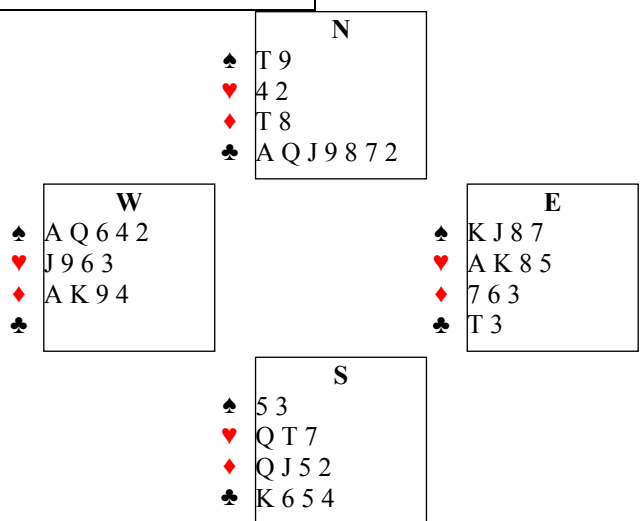 N
♠ T 9
♥ 4 2
♦ T 8
♣ A Q J 9 8 7 2
W
♠ A Q 6 4 2
♥ J 9 6 3
♦ A K 9 4
♣
E
♠ K J 8 7
♥ A K 8 5
♦ 7 6 3
♣ T 3
S
♠ 5 3
♥ Q T 7
♦ Q J 5 2
♣ K 6 5 4